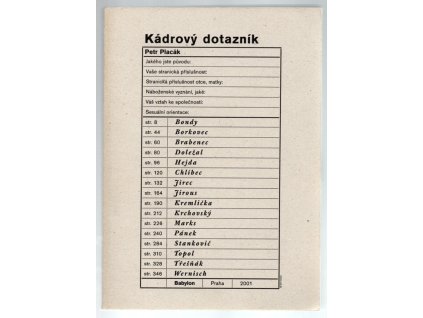 Kádrový dotazník
Petr Placák
Jakého jste původu:
Vaše stranická příslušnost:
Stranická příslušnost otce, matky:
Náboženské vyznání, jaké:
Váš vztah ke společnosti:
Sexuální orientace:
str. 8 Bondy
str. 44 Borkovec
str. 60 Brabenec
str. 80 Doležal
str. 96 Hejda
str. 120 Chlíbec
str. 132 Jirec
str. 164 Jirous
str. 190 Kremlička
str. 212 Krchovský
str. 226 Marks
str. 240 Pánek
str. 284 Stankovič
str. 310 Topol
str. 328 Třešňák
str. 346 Wernisch
Babylon Praha 2001